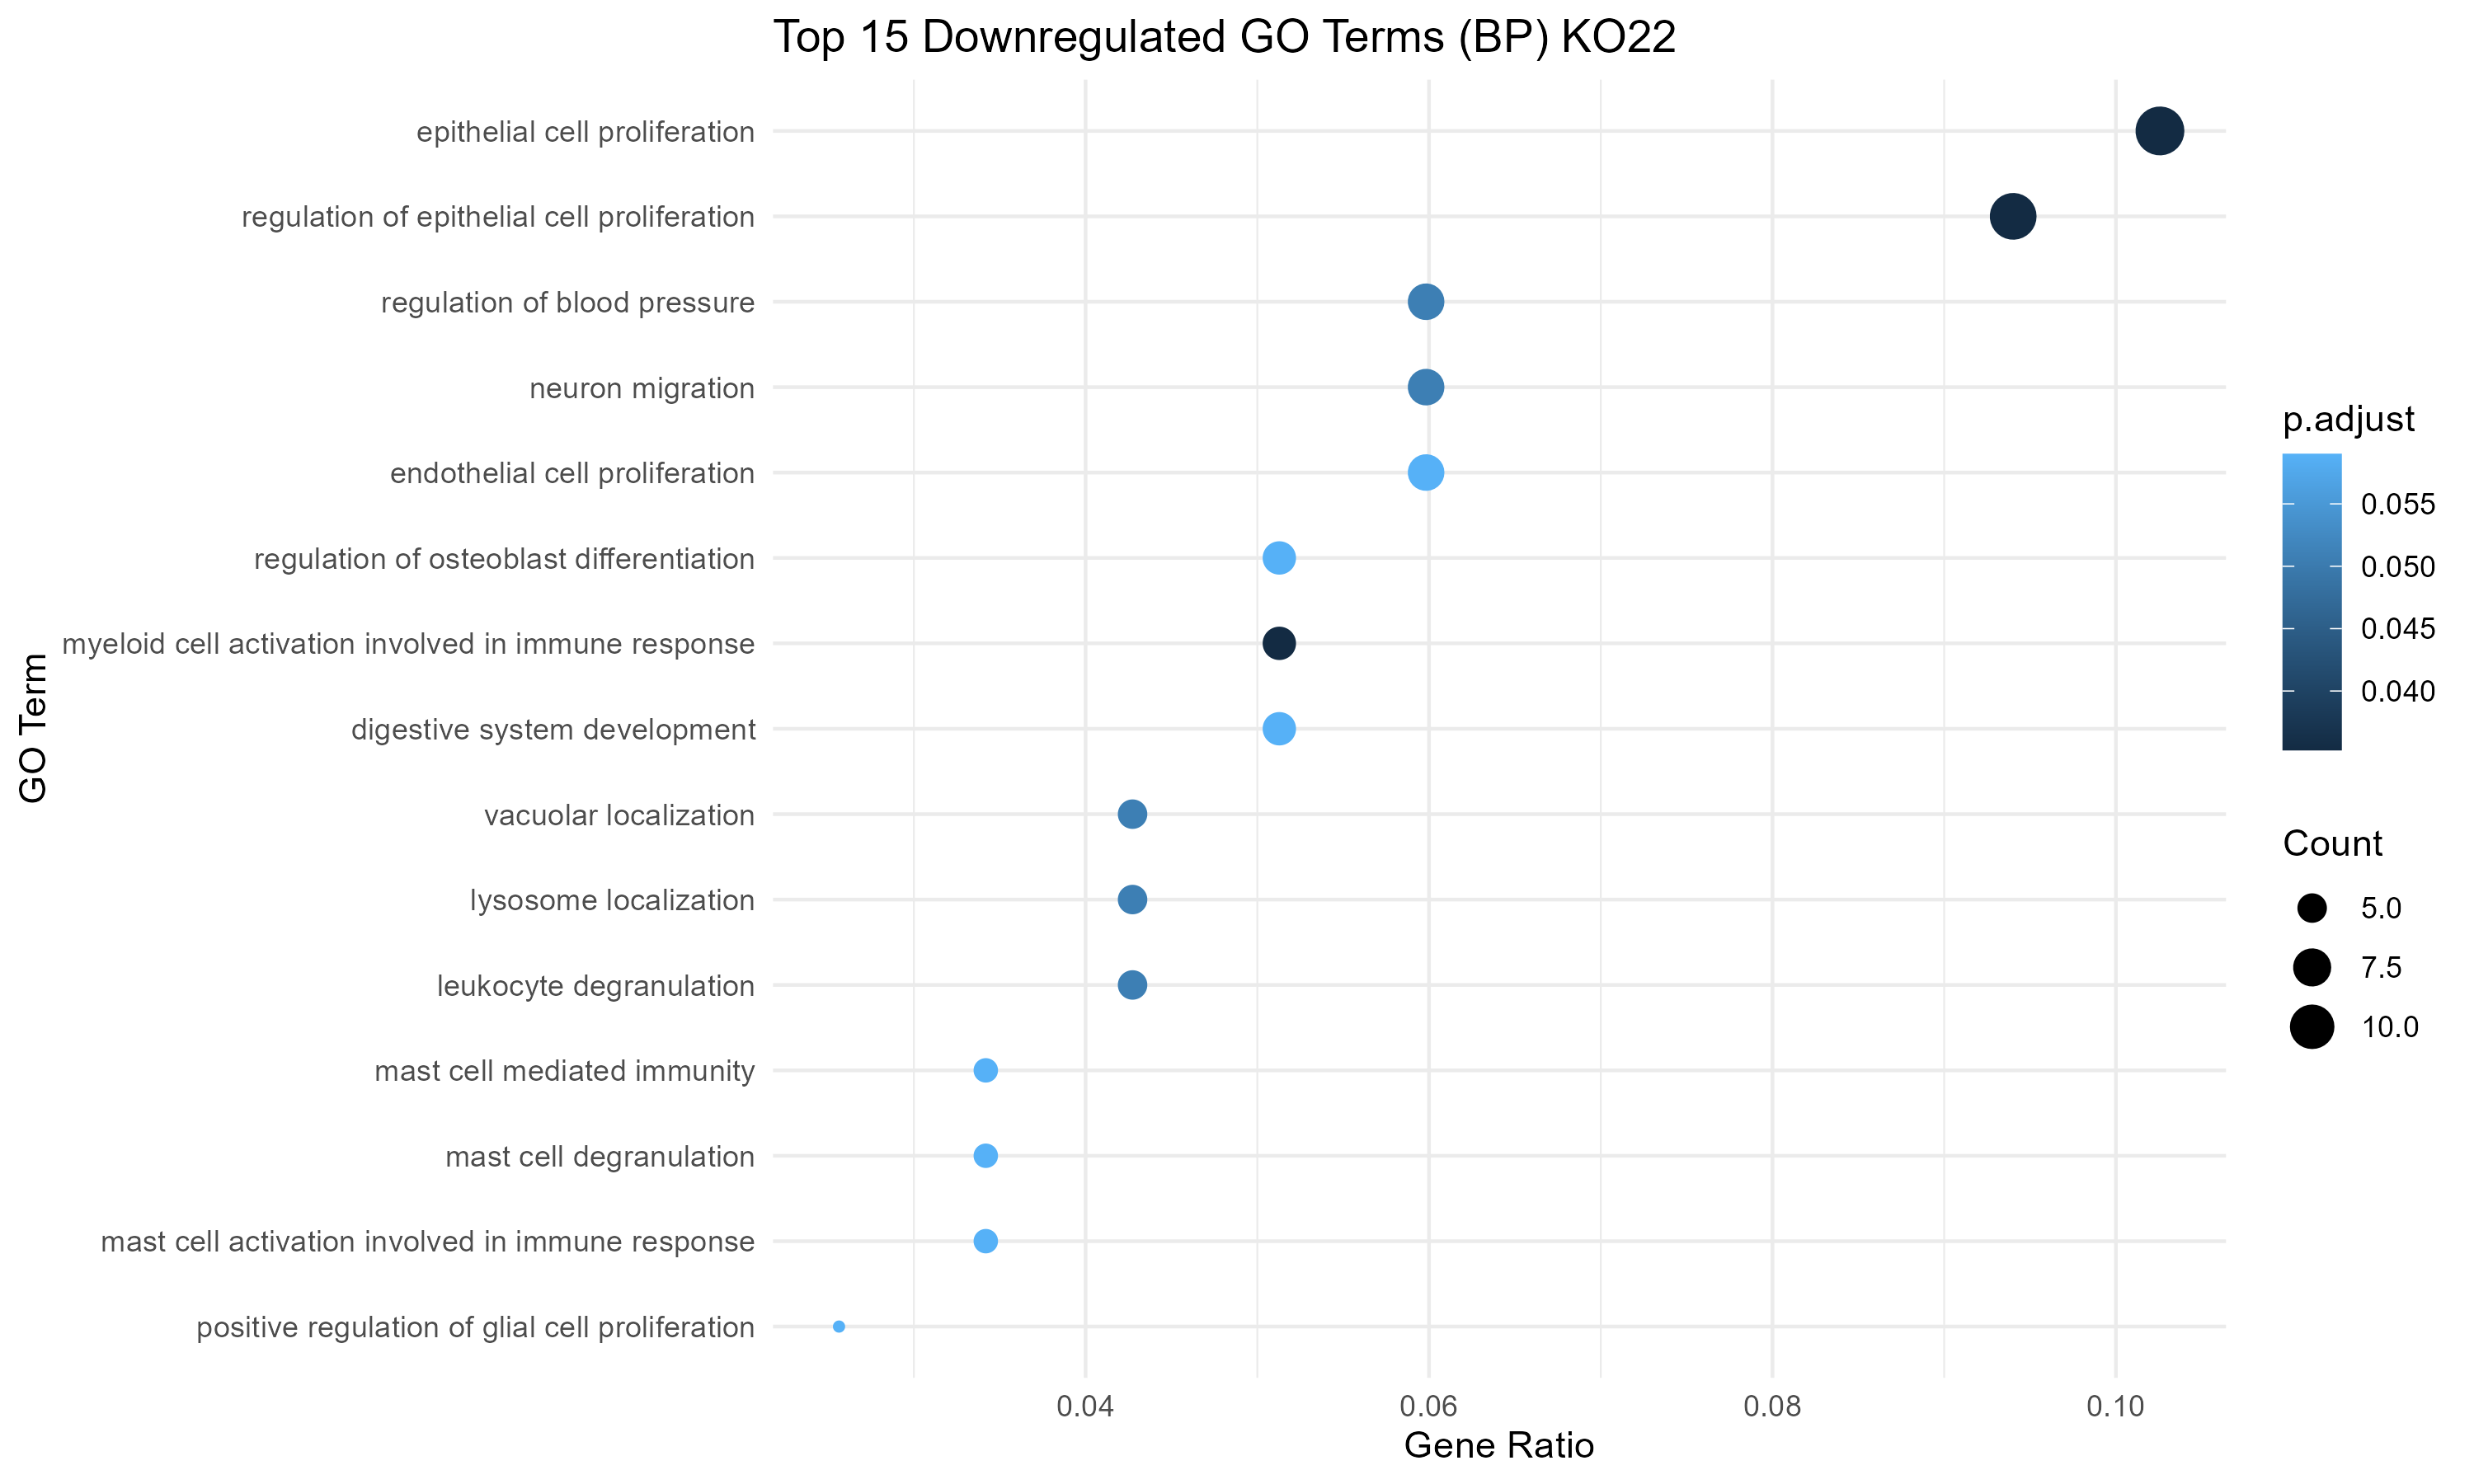 Top 15 Downregulated GO Terms (BP) KO22
GO Term
epithelial cell proliferation
regulation of epithelial cell proliferation
regulation of blood pressure
neuron migration
endothelial cell proliferation
regulation of osteoblast differentiation
myeloid cell activation involved in immune response
digestive system development
vacuolar localization
lysosome localization
leukocyte degranulation
mast cell mediated immunity
mast cell degranulation
mast cell activation involved in immune response
positive regulation of glial cell proliferation
0.04 0.06 0.08 0.10
Gene Ratio
p.adjust
0.055
0.050
0.045
0.040
Count
5.0
7.5
10.0